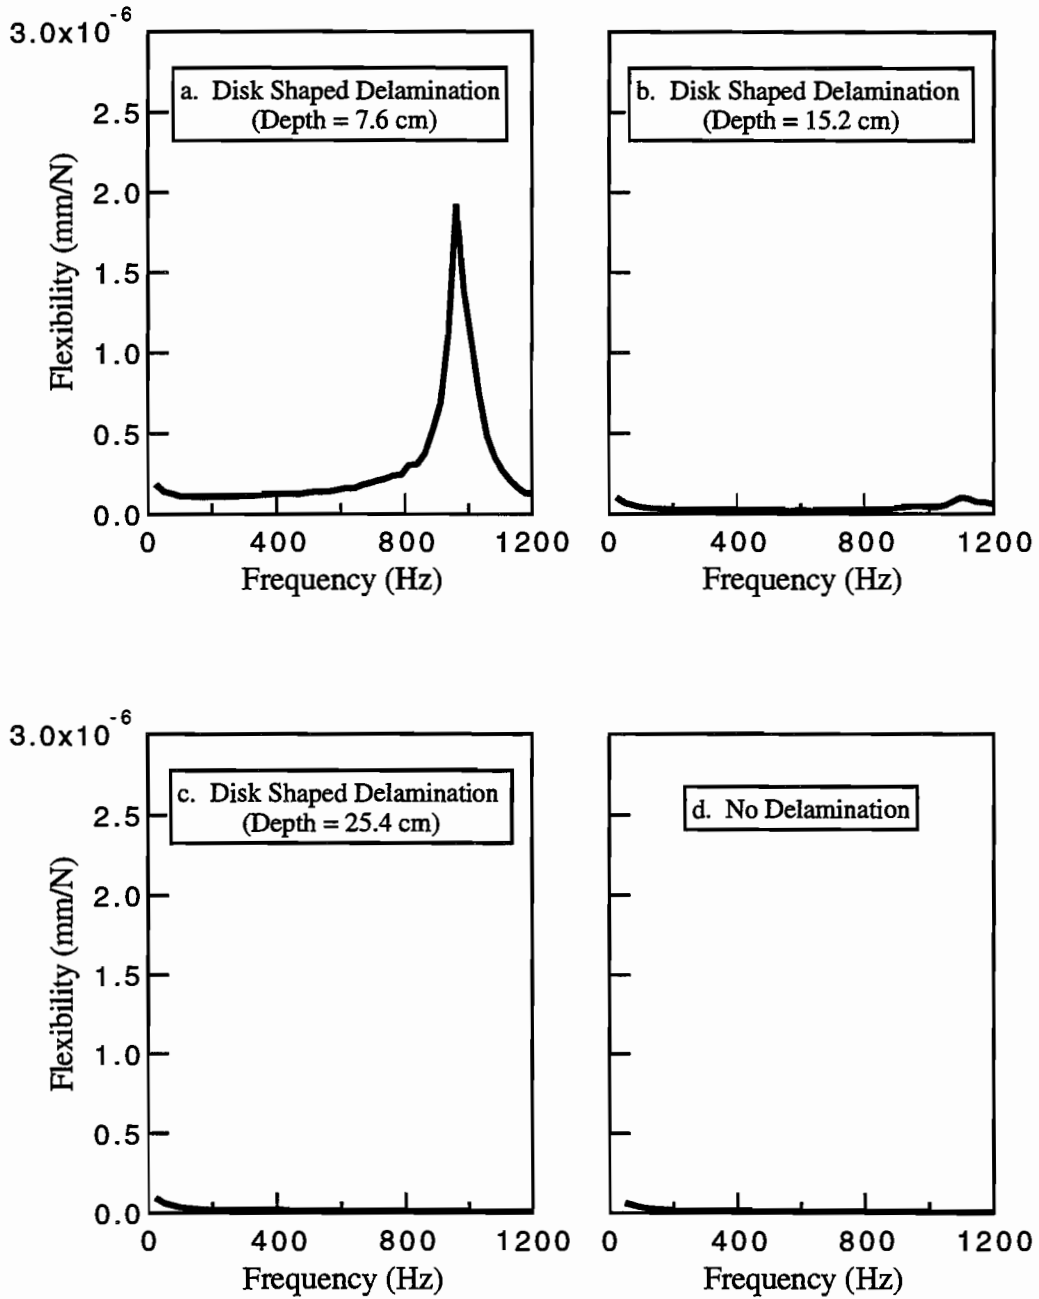 3.0x10-6
a. Disk Shaped Delamination
(Depth = 7.6 cm)
2.5
2.0
1.5
1.0
0.5
0.0
Flexibility (mm/N)
0 400 800 1200
Frequency (Hz)
b. Disk Shaped Delamination
(Depth = 15.2 cm)
0 400 800 1200
Frequency (Hz)
3.0x10-6
c. Disk Shaped Delamination
(Depth = 25.4 cm)
2.5
2.0
1.5
1.0
0.5
0.0
Flexibility (mm/N)
0 400 800 1200
Frequency (Hz)
d. No Delamination
0 400 800 1200
Frequency (Hz)